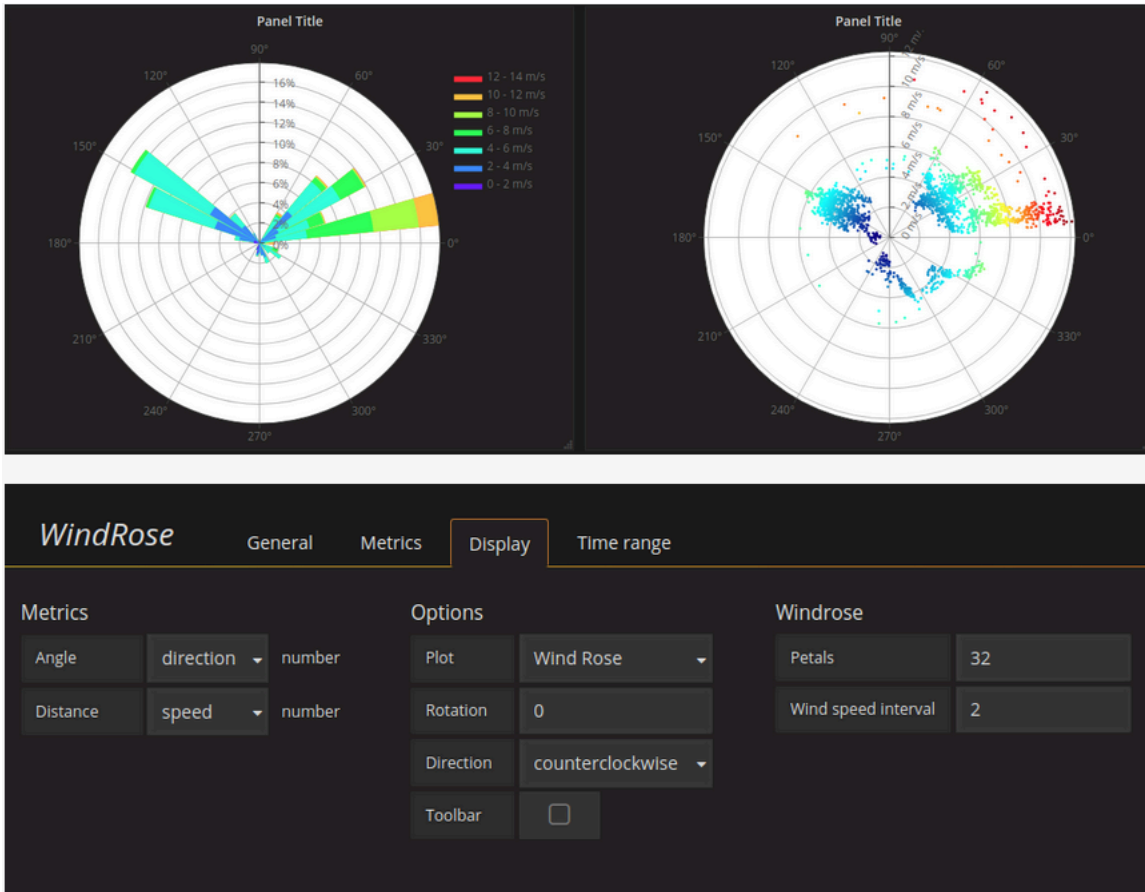 Panel Title
90°
120°
60°
150°
30°
180°
0°
210°
330°
240°
300°
270°
16%
14%
12%
10%
8%
6%
4%
0%
12 - 14 m/s
10 - 12 m/s
8 - 10 m/s
6 - 8 m/s
4 - 6 m/s
2 - 4 m/s
0 - 2 m/s
Panel Title
90°
120°
60°
150°
30°
180°
0°
210°
330°
240°
300°
270°
10 m/s
8 m/s
6 m/s
4 m/s
2 m/s
0 m/s
WindRose
General Metrics Display Time range
Metrics Options Windrose
Angle direction number Plot Wind Rose Petals 32
Distance speed number Rotation 0 Wind speed interval 2
Direction counterclockwise
Toolbar